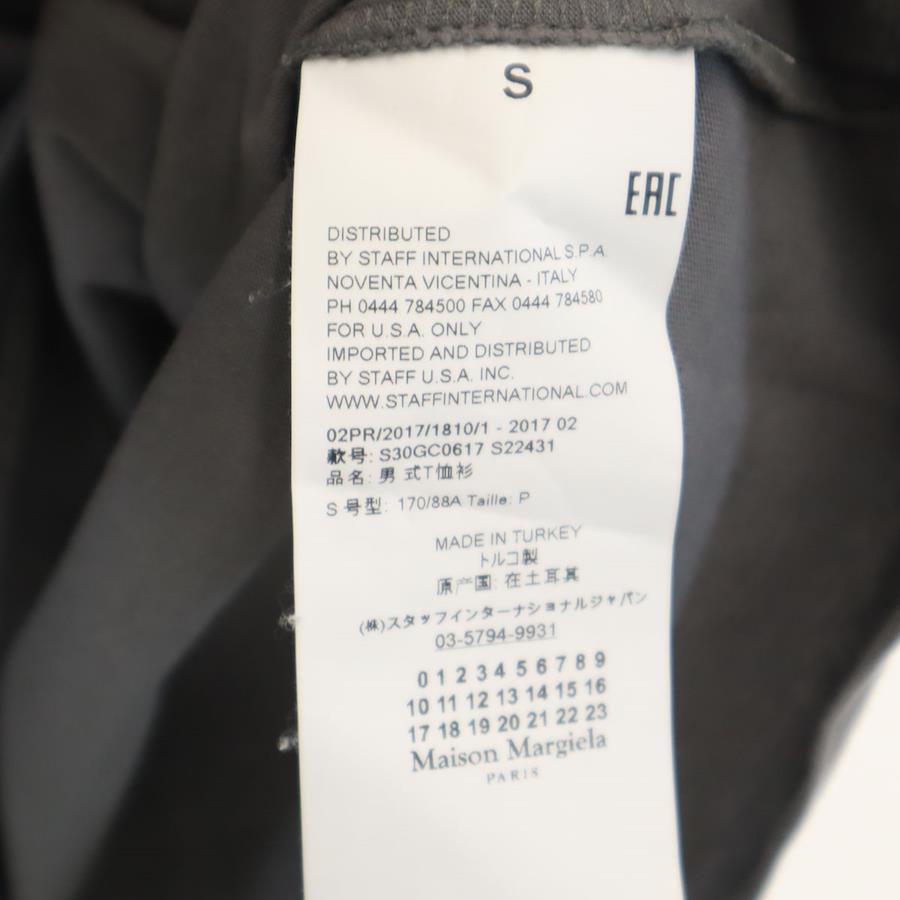 S
EAC
DISTRIBUTED
BY STAFF INTERNATIONAL S.P.A.
NOVENTA VICENTINA - ITALY
PH 0444 784500 FAX 0444 784580
FOR U.S.A. ONLY
IMPORTED AND DISTRIBUTED
BY STAFF U.S.A. INC.
WWW.STAFFINTERNATIONAL.COM
02PR/2017/1810/1 - 2017 02
款号: S30GC0617 S22431
品名: 男 式T恤衫
S 号型: 170/88A Taille: P
MADE IN TURKEY
トルコ製
原产国: 在土耳其
(株)スタッフインターナショナルジャパン
03-5794-9931
0 1 2 3 4 5 6 7 8 9
10 11 12 13 14 15 16
17 18 19 20 21 22 23
Maison Margiela
PARIS